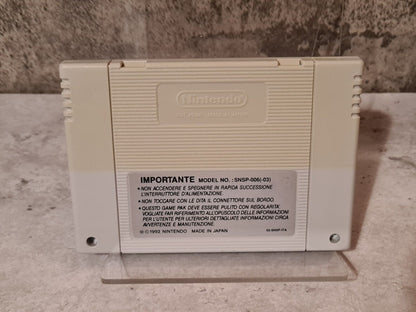 Nintendo
IMPORTANTE MODEL NO. :SNSP-006(-03)
• NON ACCENDERE E SPEGNERE IN RAPIDA SUCCESSIONE
L'INTERRUTTORE D'ALIMENTAZIONE.
• NON TOCCARE CON LE DITA IL CONNETTORE SUL BORDO.
• QUESTO GAME PAK DEVE ESSERE PULITO CON REGOLARITÀ
VOGLIATE FAR RIFERIMENTO ALL'OPUSCOLO DELLE INFORMAZIONI
PER L'UTENTE PER ULTERIORI DETTAGLIATE INFORMAZIONI CIRCA
AVVERTENZE E MANUTENZIONE.
© 1992 NINTENDO MADE IN JAPAN